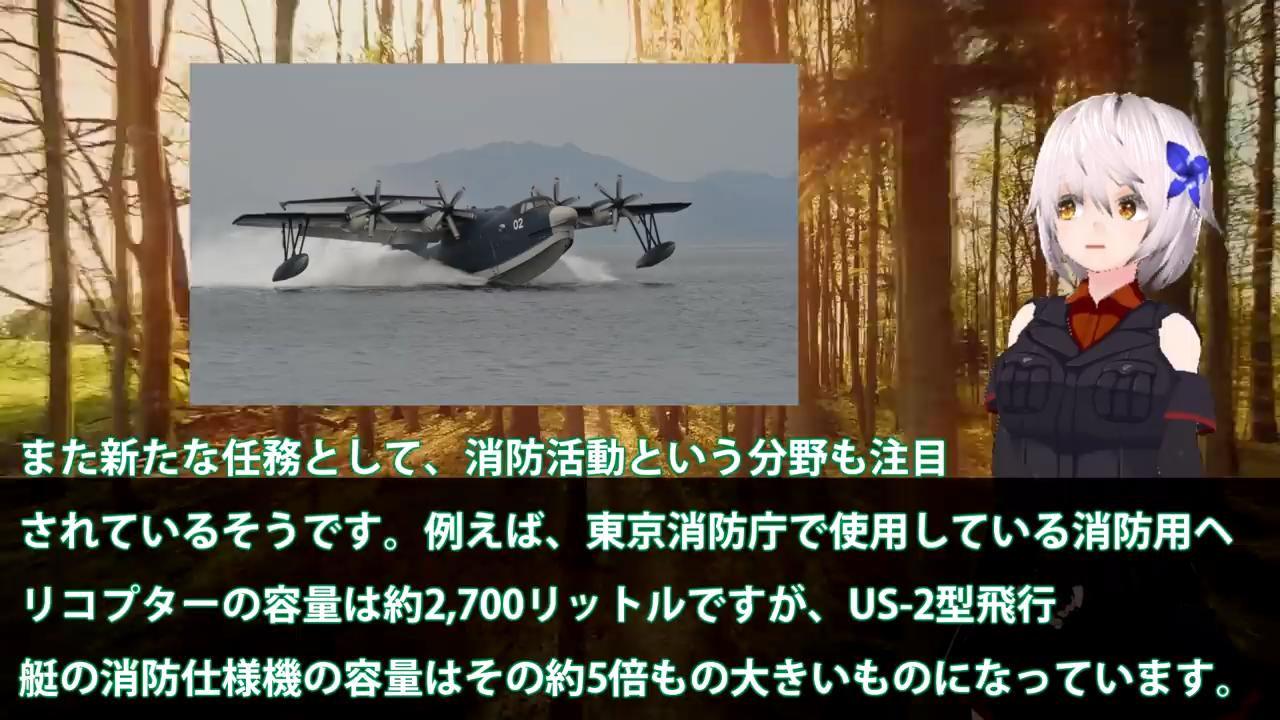 02
また新たな任務として、消防活動という分野も注目
されているそうです。例えば、東京消防庁で使用している消防用ヘ
リコプターの容量は約2,700リットルですが、US-2型飛行
艇の消防仕様機の容量はその約5倍もの大きいものになっています。